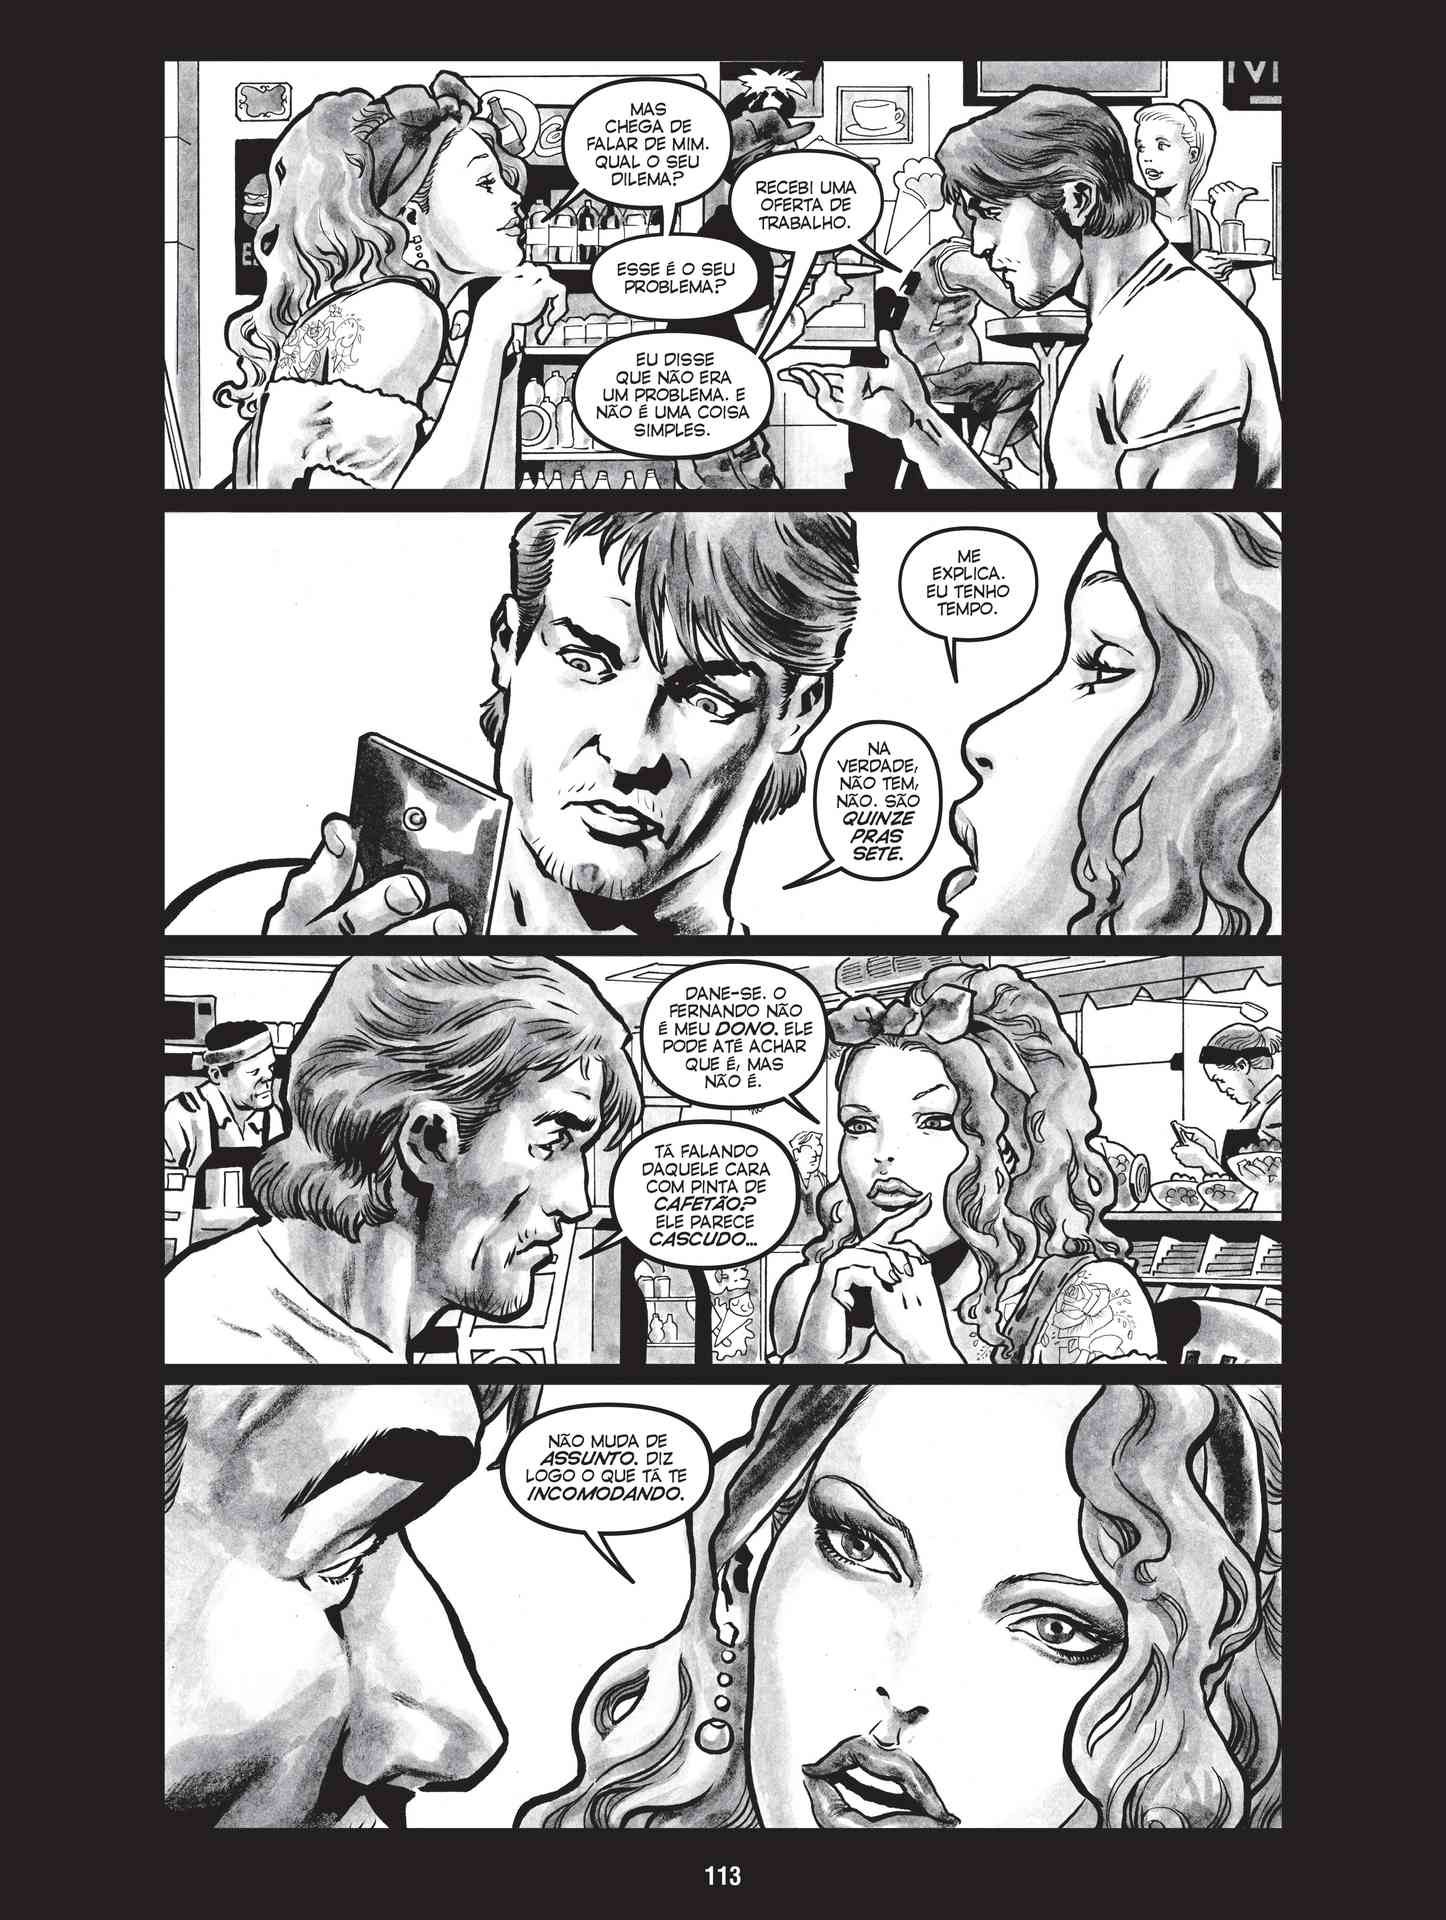 MAS
CHEGA DE
FALAR DE MIM.
QUAL O SEU
DILEMA?
RECEBI UMA
OFERTA DE
TRABALHO.
ESSE É O SEU
PROBLEMA?
EU DISSE
QUE NÃO ERA
UM PROBLEMA. E
NÃO É UMA COISA
SIMPLES.
ME
EXPLICA.
EU TENHO
TEMPO.
NA
VERDADE,
NÃO TEM,
NÃO. SÃO
QUINZE
PRAS
SETE.
DANE-SE. O
FERNANDO NÃO
É MEU DONO. ELE
PODE ATÉ ACHAR
QUE É, MAS
NÃO É.
TÁ FALANDO
DAQUELE CARA
COM PINTA DE
CAFETÃO?
ELE PARECE
CASCUDO...
NÃO MUDA DE
ASSUNTO. DIZ
LOGO O QUE TÁ TE
INCOMODANDO.
113